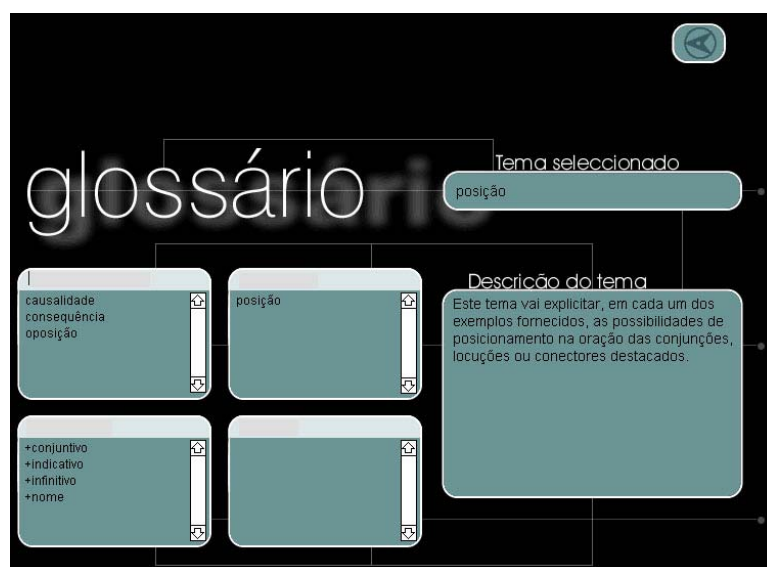 glossário
Tema seleccionado
posição
causalidade
consequência
oposição
posição
Descrição do tema
Este tema vai explicitar, em cada um dos
exemplos fornecidos, as possibilidades de
posicionamento na oração das conjunções,
locuções ou conectores destacados.
+conjuntivo
+indicativo
+infinitivo
+nome